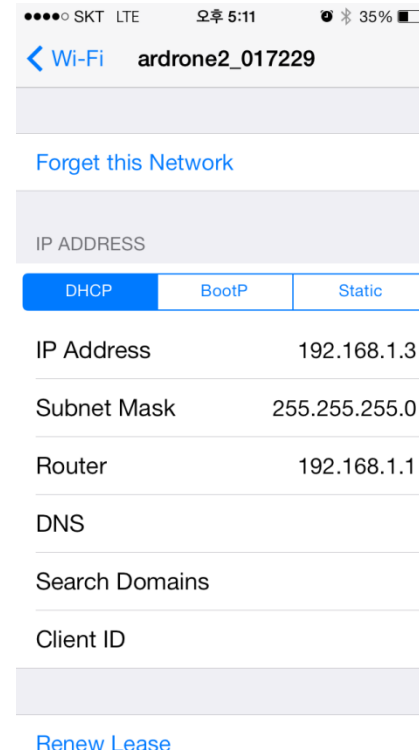 SKT LTE 오후 5:11 35%
Wi-Fi ardrone2_017229
Forget this Network
IP ADDRESS
DHCP BootP Static
IP Address 192.168.1.3
Subnet Mask 255.255.255.0
Router 192.168.1.1
DNS
Search Domains
Client ID
Renew Lease